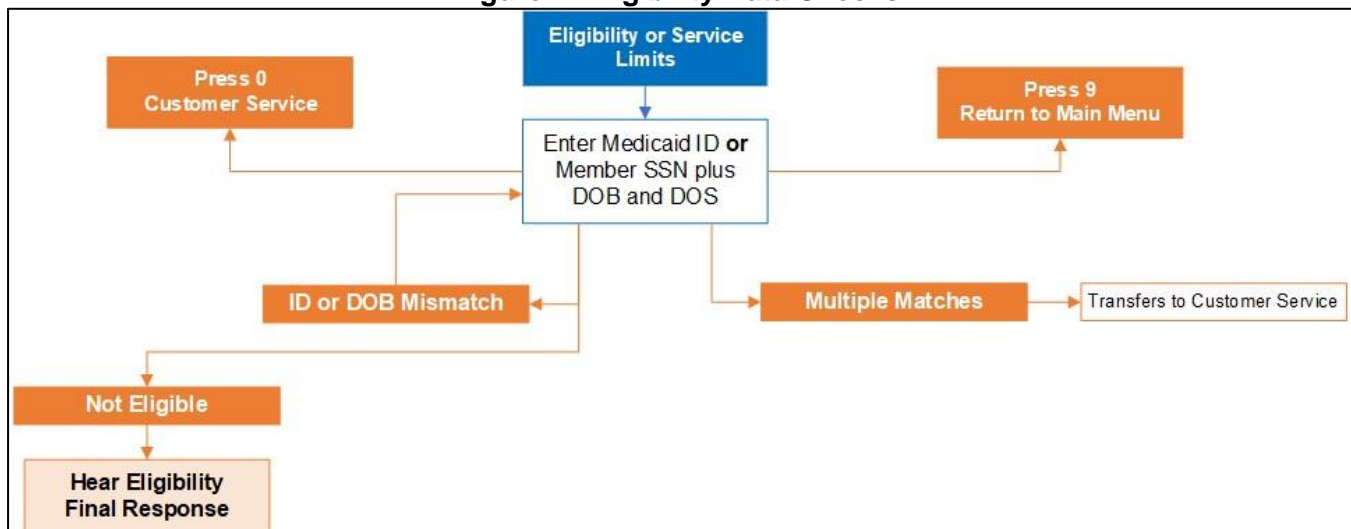 Eligibility or Service
Limits
Press 0
Customer Service
Press 9
Return to Main Menu
Enter Medicaid ID or
Member SSN plus
DOB and DOS
ID or DOB Mismatch
Multiple Matches
Transfers to Customer Service
Not Eligible
Hear Eligibility
Final Response